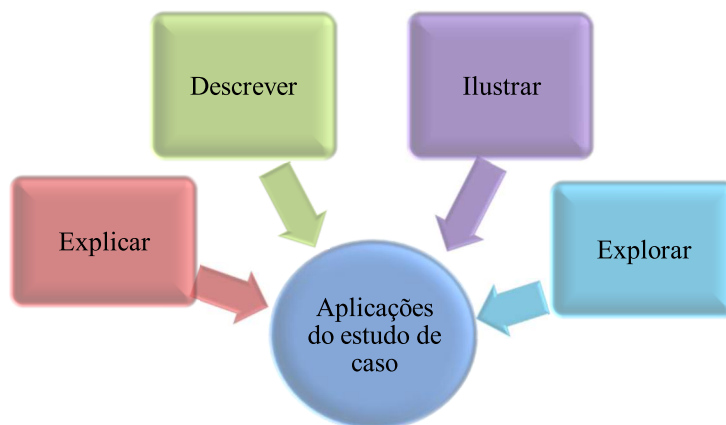 Descrever
Ilustrar
Explicar
Explorar
Aplicações
do estudo de
caso